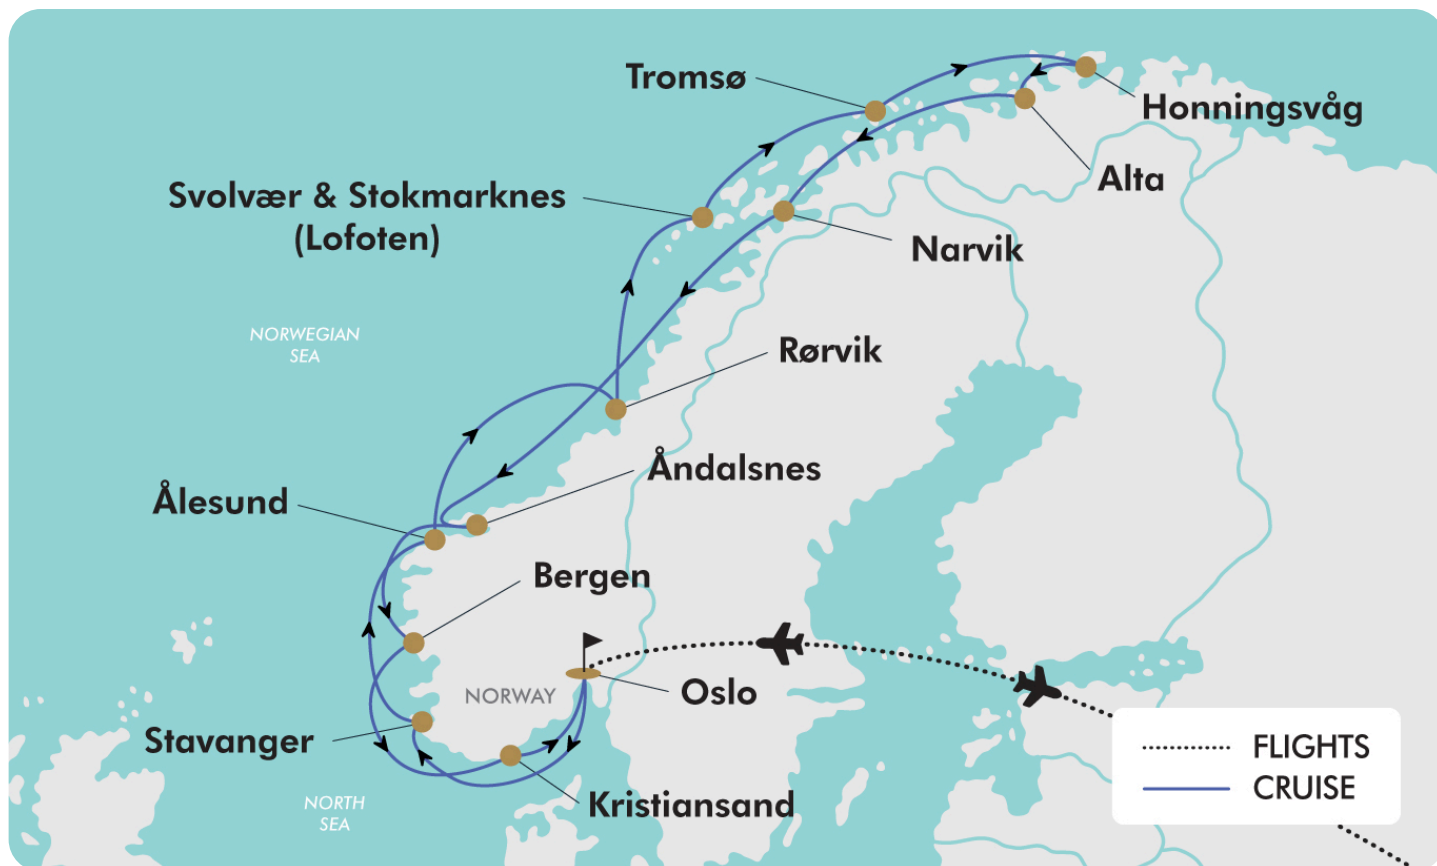 Tromsø
Honningsvåg
Alta
Svolvær & Stokmarknes
(Lofoten)
Narvik
NORWEGIAN
SEA
Rørvik
Åndalsnes
Ålesund
Bergen
NORWAY
Oslo
Stavanger
Kristiansand
NORTH
SEA
FLIGHTS
CRUISE